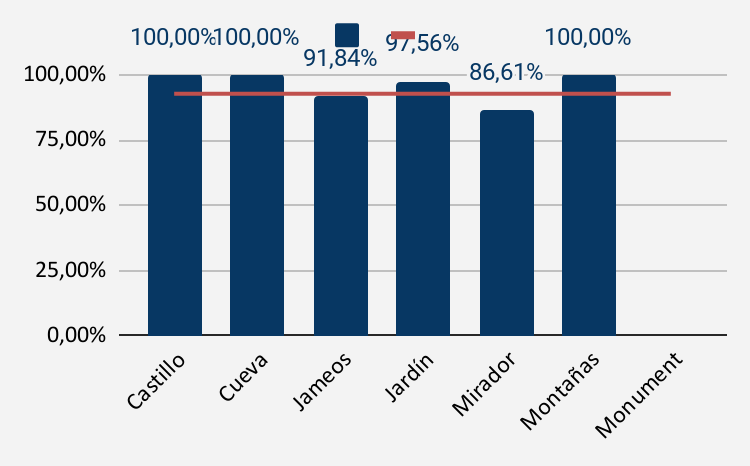 100,00%
100,00%
91,84%
97,56%
86,61%
100,00%
100,00%
75,00%
50,00%
25,00%
0,00%
Castillo
Cueva
Jameos
Jardín
Mirador
Montañas
Monument